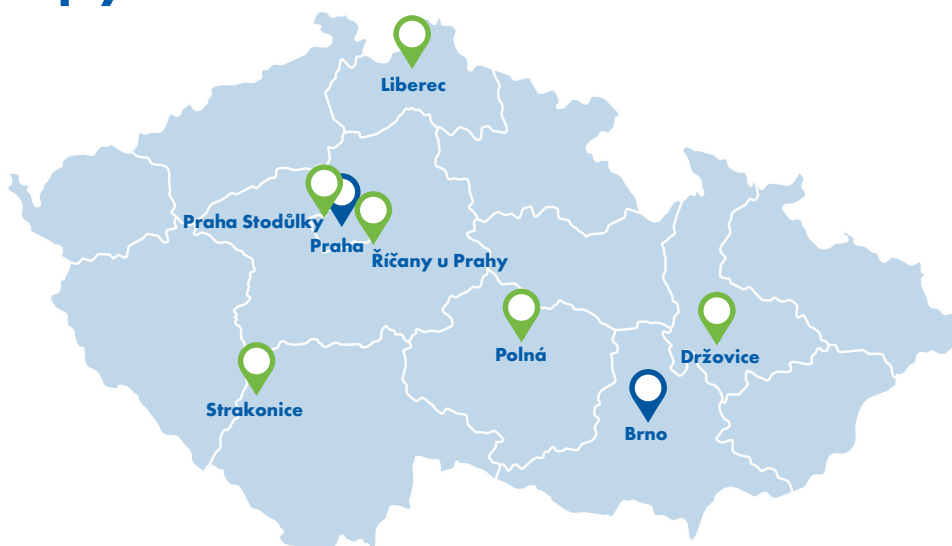 Liberec
Praha Stodůlky
Praha
Říčany u Prahy
Polná
Držovice
Strakonice
Brno